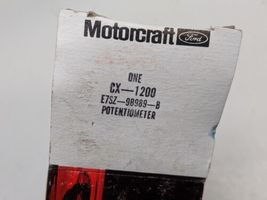 Motorcraft Ford
ONE
CX-1200
E7SZ-9B989-B
POTENTIOMETER